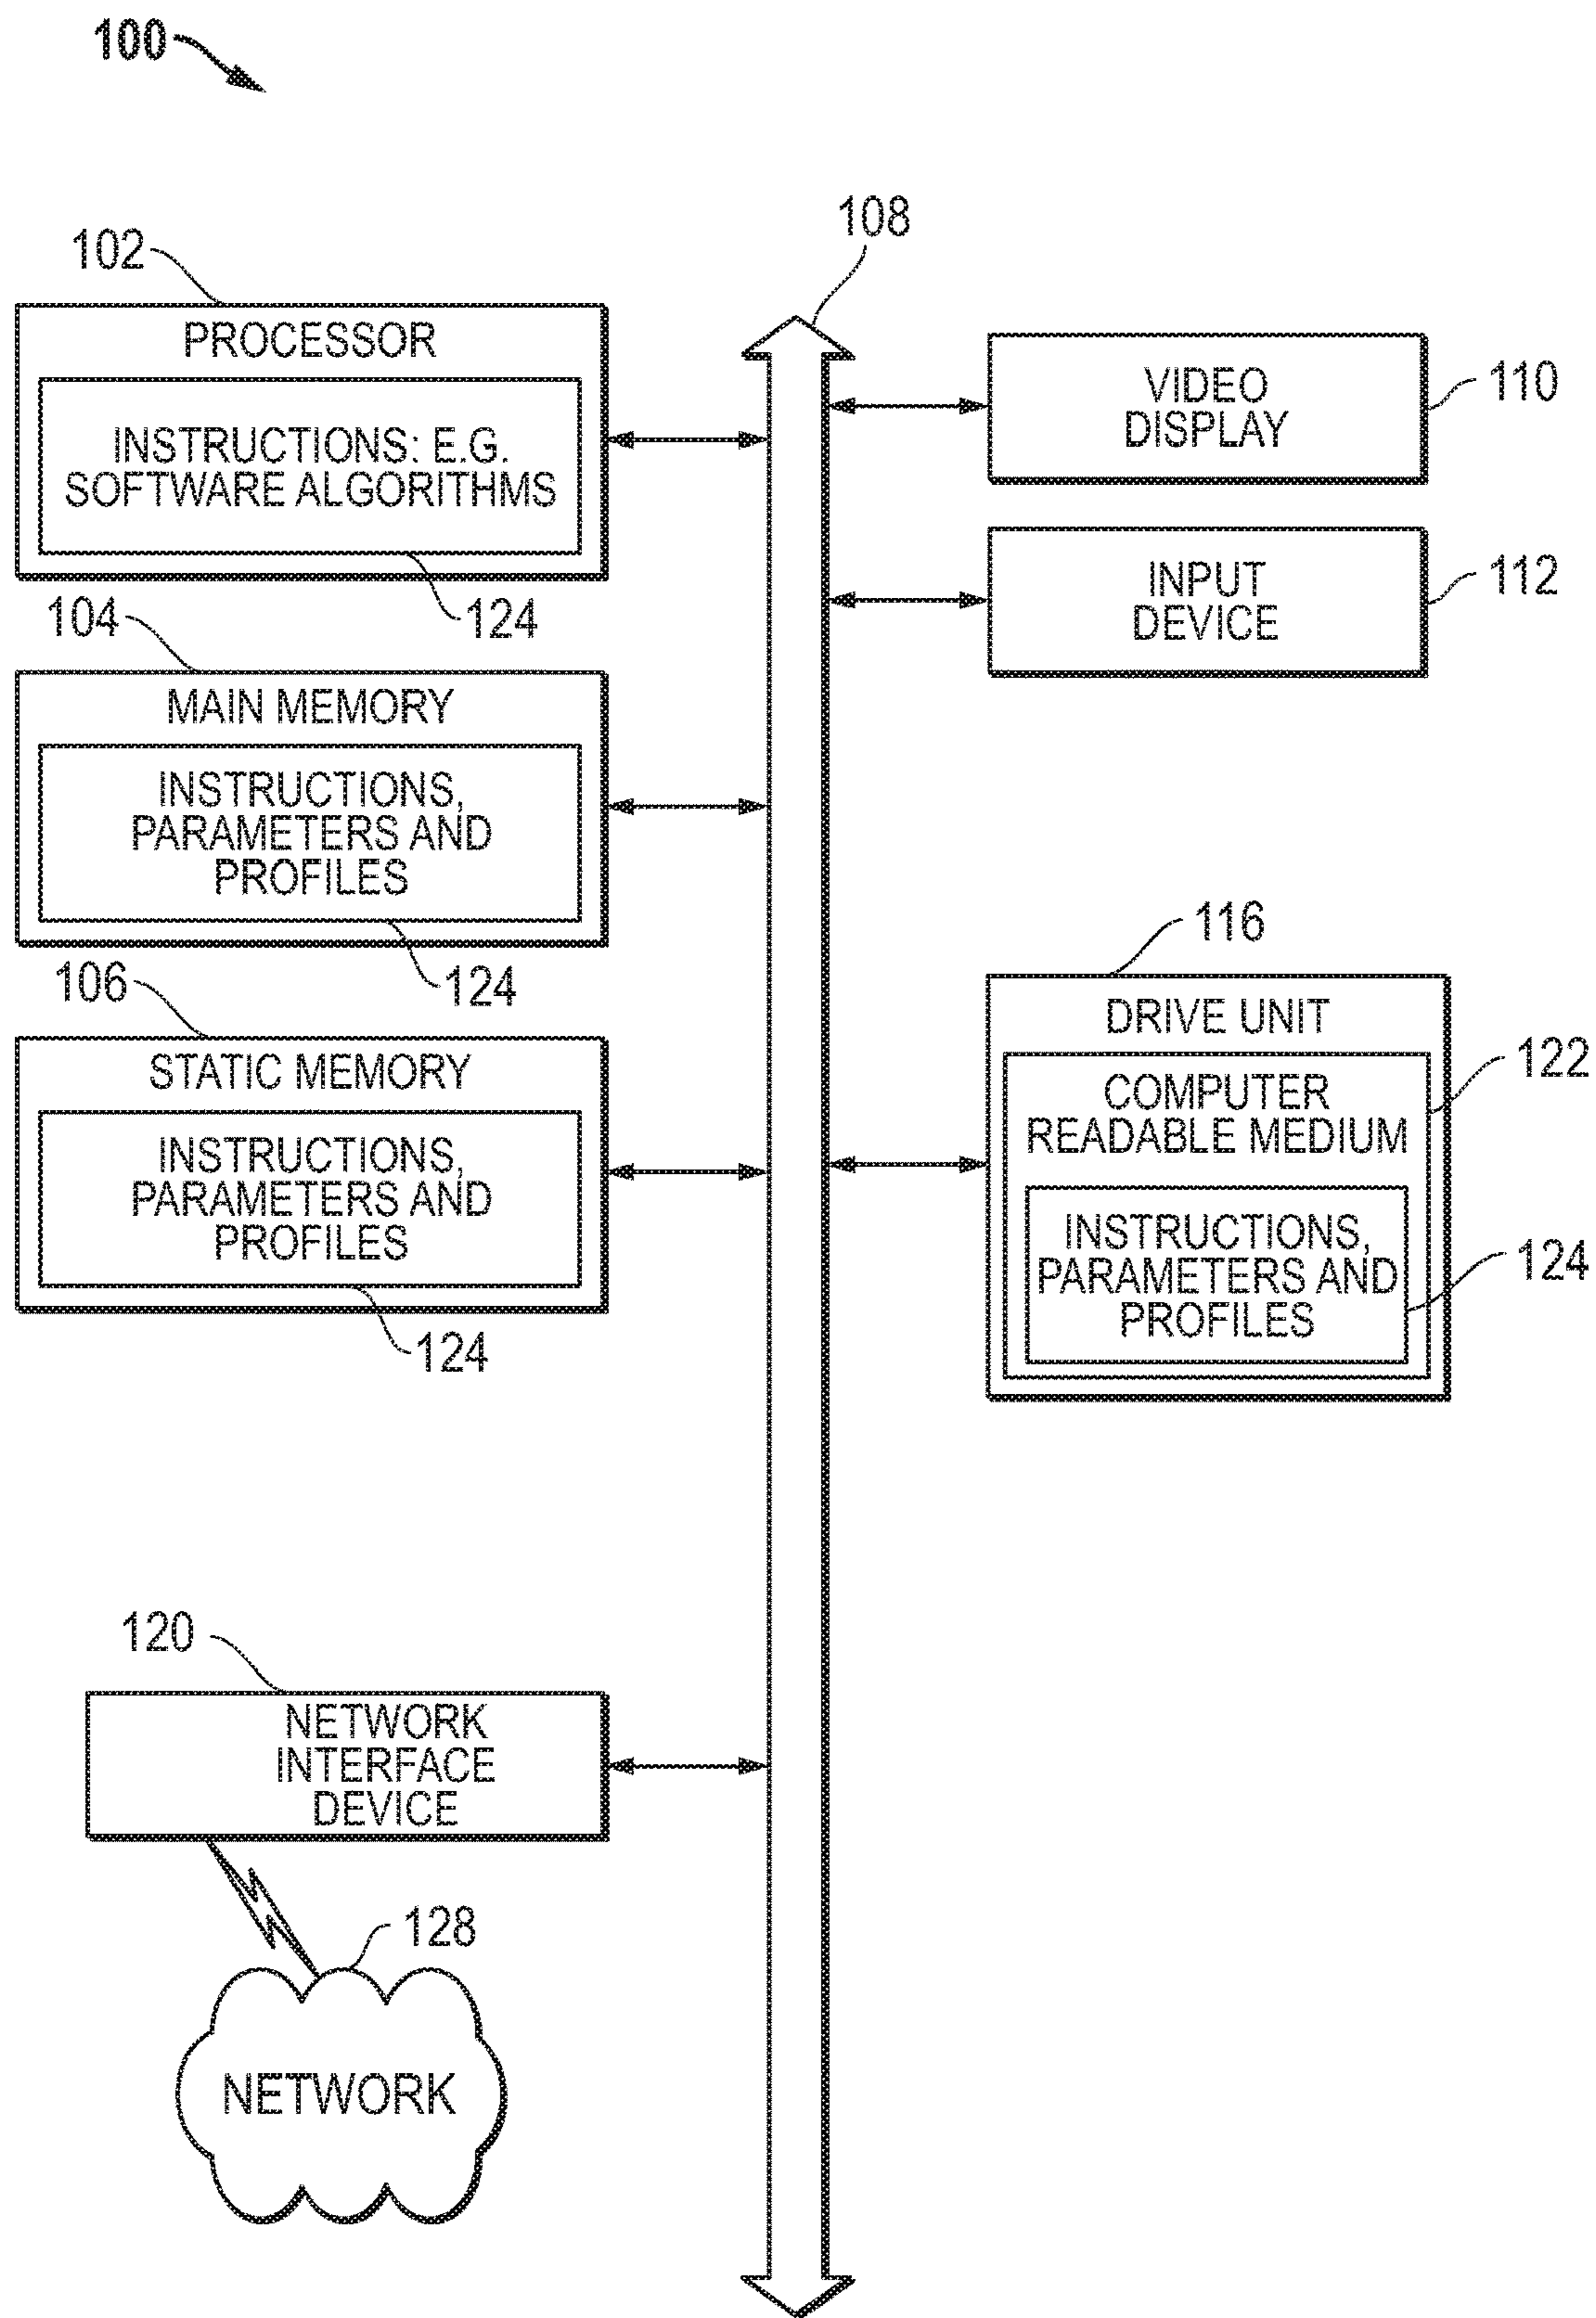 100
108
102
PROCESSOR
INSTRUCTIONS: E.G.
SOFTWARE ALGORITHMS
124
104
MAIN MEMORY
INSTRUCTIONS,
PARAMETERS AND
PROFILES
124
106
STATIC MEMORY
INSTRUCTIONS,
PARAMETERS AND
PROFILES
124
120
NETWORK
INTERFACE
DEVICE
128
NETWORK
VIDEO
DISPLAY
110
INPUT
DEVICE
112
116
DRIVE UNIT
122
COMPUTER
READABLE MEDIUM
INSTRUCTIONS,
PARAMETERS AND
PROFILES
124